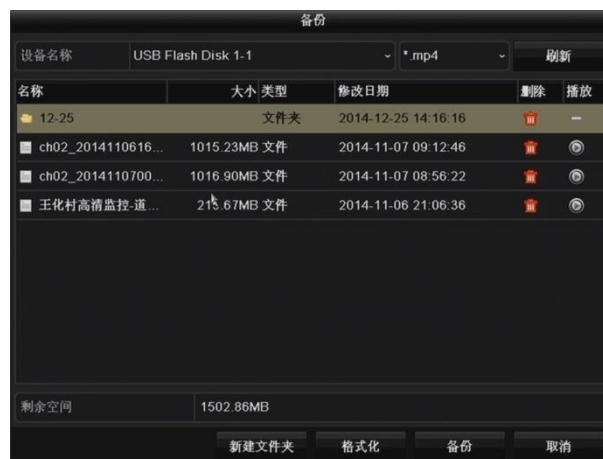 备份
设备名称 USB Flash Disk 1-1 *.mp4 刷新
名称 大小 类型 修改日期 删除 播放
12-25 文件夹 2014-12-25 14:16:16
ch02_2014110616... 1015.23MB 文件 2014-11-07 09:12:46
ch02_2014110700... 1016.90MB 文件 2014-11-07 08:56:22
王化村高清监控-道... 213.67MB 文件 2014-11-06 21:06:36
剩余空间 1502.86MB
新建文件夹 格式化 备份 取消